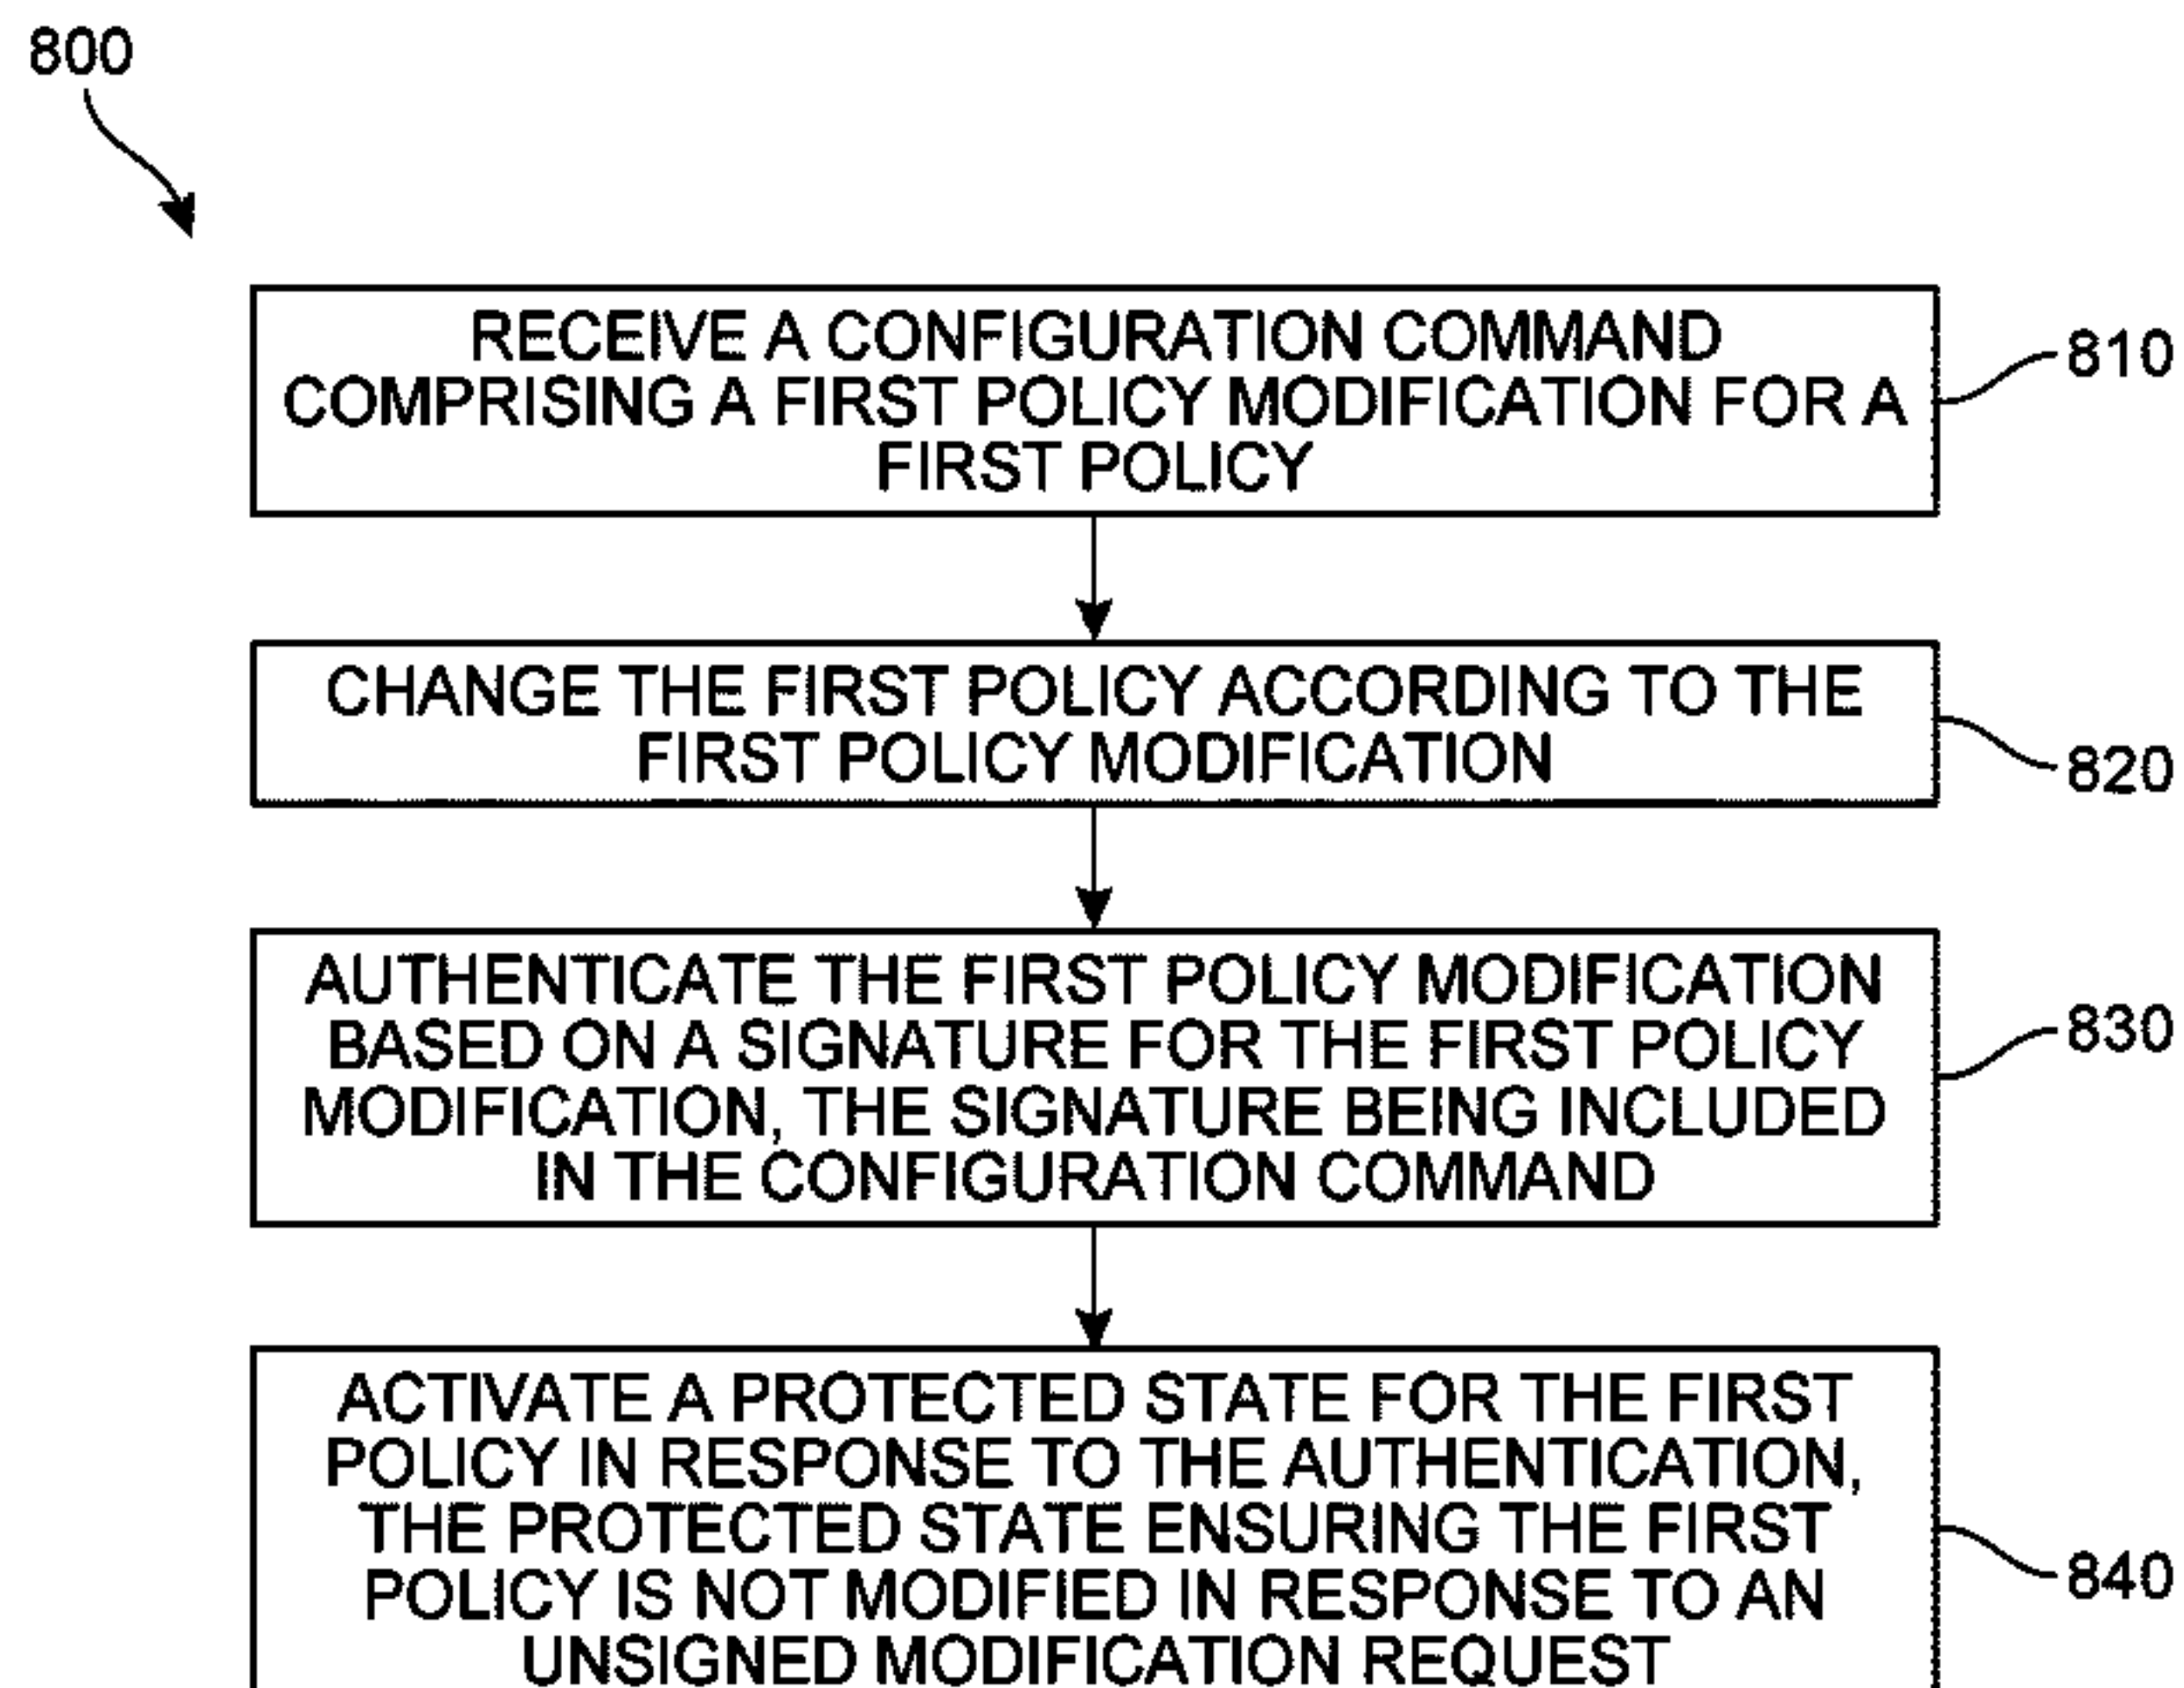 800
RECEIVE A CONFIGURATION COMMAND
COMPRISING A FIRST POLICY MODIFICATION FOR A
FIRST POLICY
810
CHANGE THE FIRST POLICY ACCORDING TO THE
FIRST POLICY MODIFICATION
820
AUTHENTICATE THE FIRST POLICY MODIFICATION
BASED ON A SIGNATURE FOR THE FIRST POLICY
MODIFICATION, THE SIGNATURE BEING INCLUDED
IN THE CONFIGURATION COMMAND
830
ACTIVATE A PROTECTED STATE FOR THE FIRST
POLICY IN RESPONSE TO THE AUTHENTICATION,
THE PROTECTED STATE ENSURING THE FIRST
POLICY IS NOT MODIFIED IN RESPONSE TO AN
UNSIGNED MODIFICATION REQUEST
840